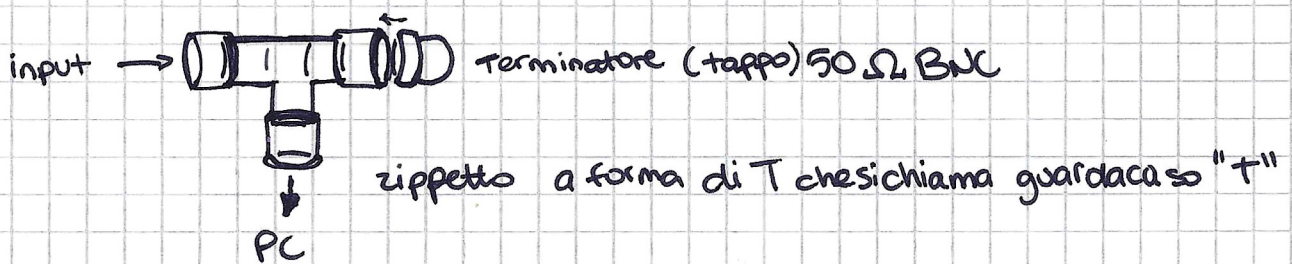 input → Terminatore (tappo) 50 Ω BNC
zippetto a forma di T chesichiama guardacaso "T"
PC